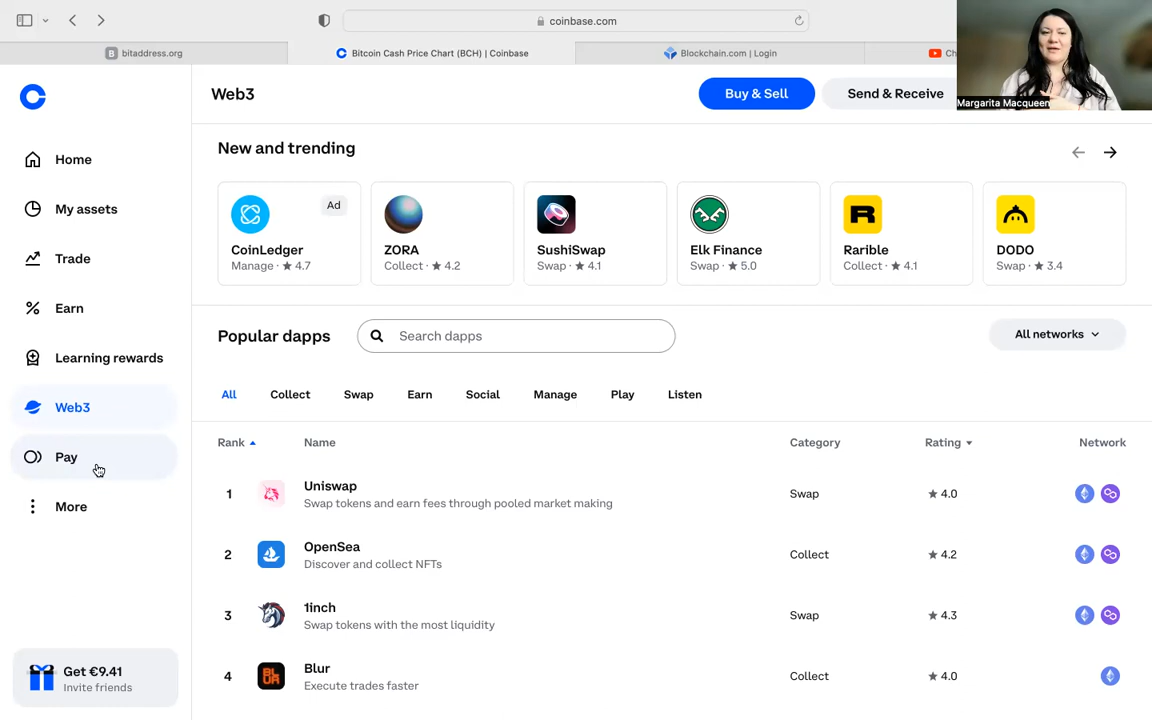 coinbase.com
bitaddress.org
Bitcoin Cash Price Chart (BCH) | Coinbase
Blockchain.com | Login
Ch
Margarita Macqueen
Web3
Buy & Sell
Send & Receive
Home
My assets
Trade
Earn
Learning rewards
Web3
Pay
More
Get €9.41
Invite friends
New and trending
Ad
CoinLedger
Manage · ★ 4.7
ZORA
Collect · ★ 4.2
SushiSwap
Swap · ★ 4.1
Elk Finance
Swap · ★ 5.0
Rarible
Collect · ★ 4.1
DODO
Swap · ★ 3.4
Popular dapps
Search dapps
All networks
All Collect Swap Earn Social Manage Play Listen
Rank Name Category Rating Network
1 Uniswap Swap ★ 4.0
Swap tokens and earn fees through pooled market making
2 OpenSea Collect ★ 4.2
Discover and collect NFTs
3 1inch Swap ★ 4.3
Swap tokens with the most liquidity
4 Blur Collect ★ 4.0
Execute trades faster